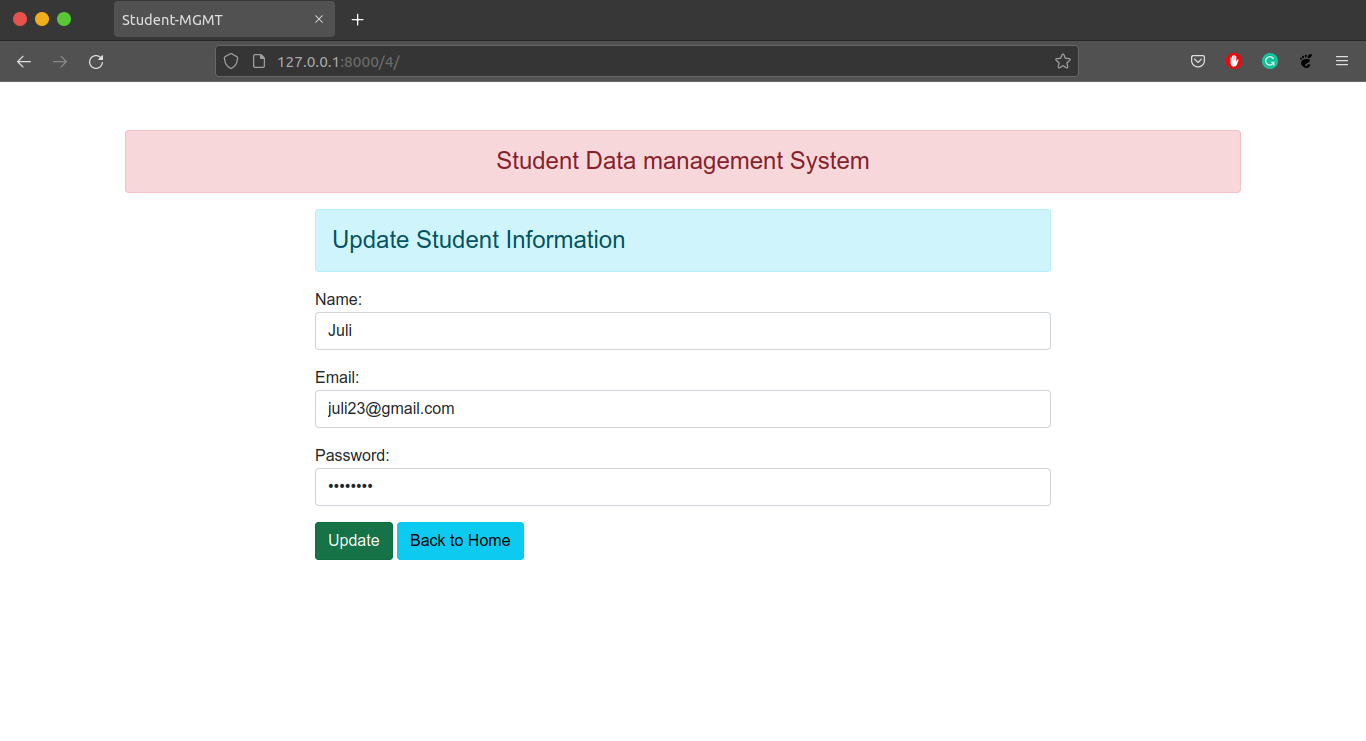 Student-MGMT
127.0.0.1:8000/4/
Student Data management System
Update Student Information
Name:
Juli
Email:
juli23@gmail.com
Password:
••••••••
Update Back to Home